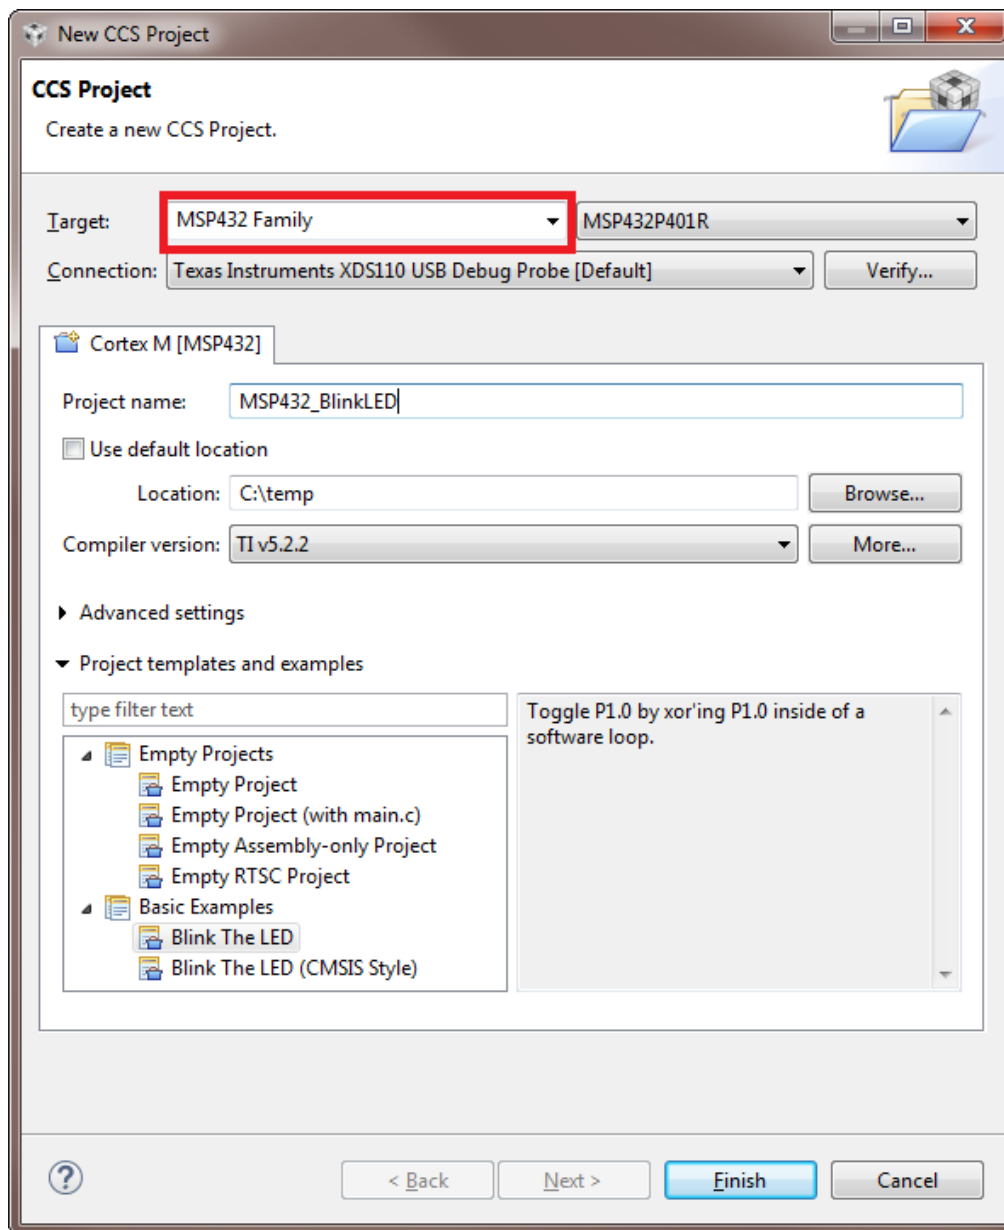 New CCS Project
CCS Project
Create a new CCS Project.
Target: MSP432 Family MSP432P401R
Connection: Texas Instruments XDS110 USB Debug Probe [Default] Verify...
Cortex M [MSP432]
Project name: MSP432_BlinkLED
Use default location
Location: C:\temp Browse...
Compiler version: TI v5.2.2 More...
Advanced settings
Project templates and examples
type filter text
Empty Projects
Empty Project
Empty Project (with main.c)
Empty Assembly-only Project
Empty RTSC Project
Basic Examples
Blink The LED
Blink The LED (CMSIS Style)
Toggle P1.0 by xor'ing P1.0 inside of a
software loop.
? < Back Next > Finish Cancel